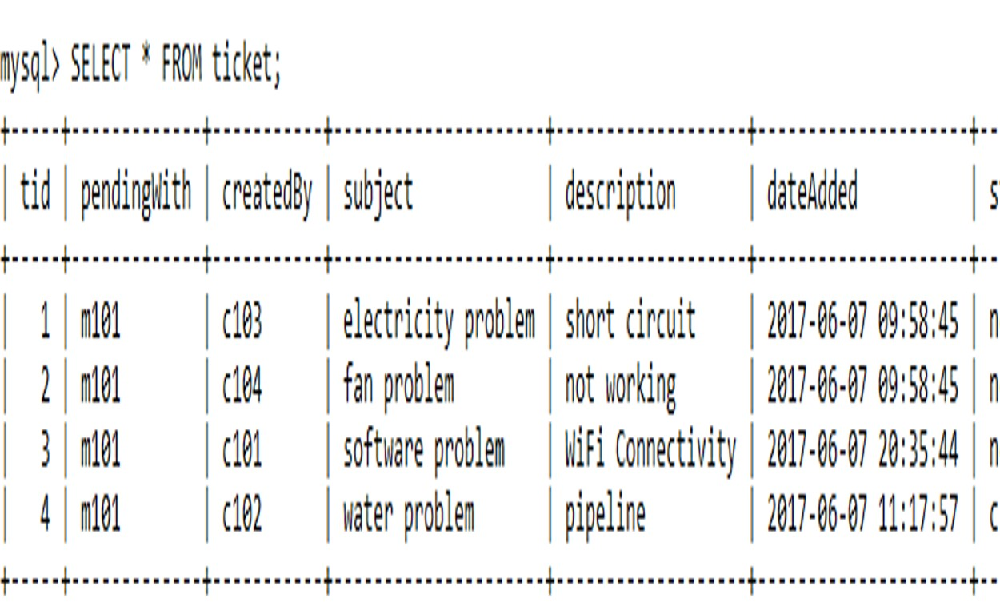 mysql> SELECT * FROM ticket;
+-----+------------+----------+-------------------+-----------------+---------------------+--
| tid | pendingWith | createdBy | subject | description | dateAdded | s
+-----+------------+----------+-------------------+-----------------+---------------------+--
| 1 | m101 | c103 | electricity problem | short circuit | 2017-06-07 09:58:45 | n
| 2 | m101 | c104 | fan problem | not working | 2017-06-07 09:58:45 | n
| 3 | m101 | c101 | software problem | WiFi Connectivity | 2017-06-07 20:35:44 | n
| 4 | m101 | c102 | water problem | pipeline | 2017-06-07 11:17:57 | c
+-----+------------+----------+-------------------+-----------------+---------------------+--